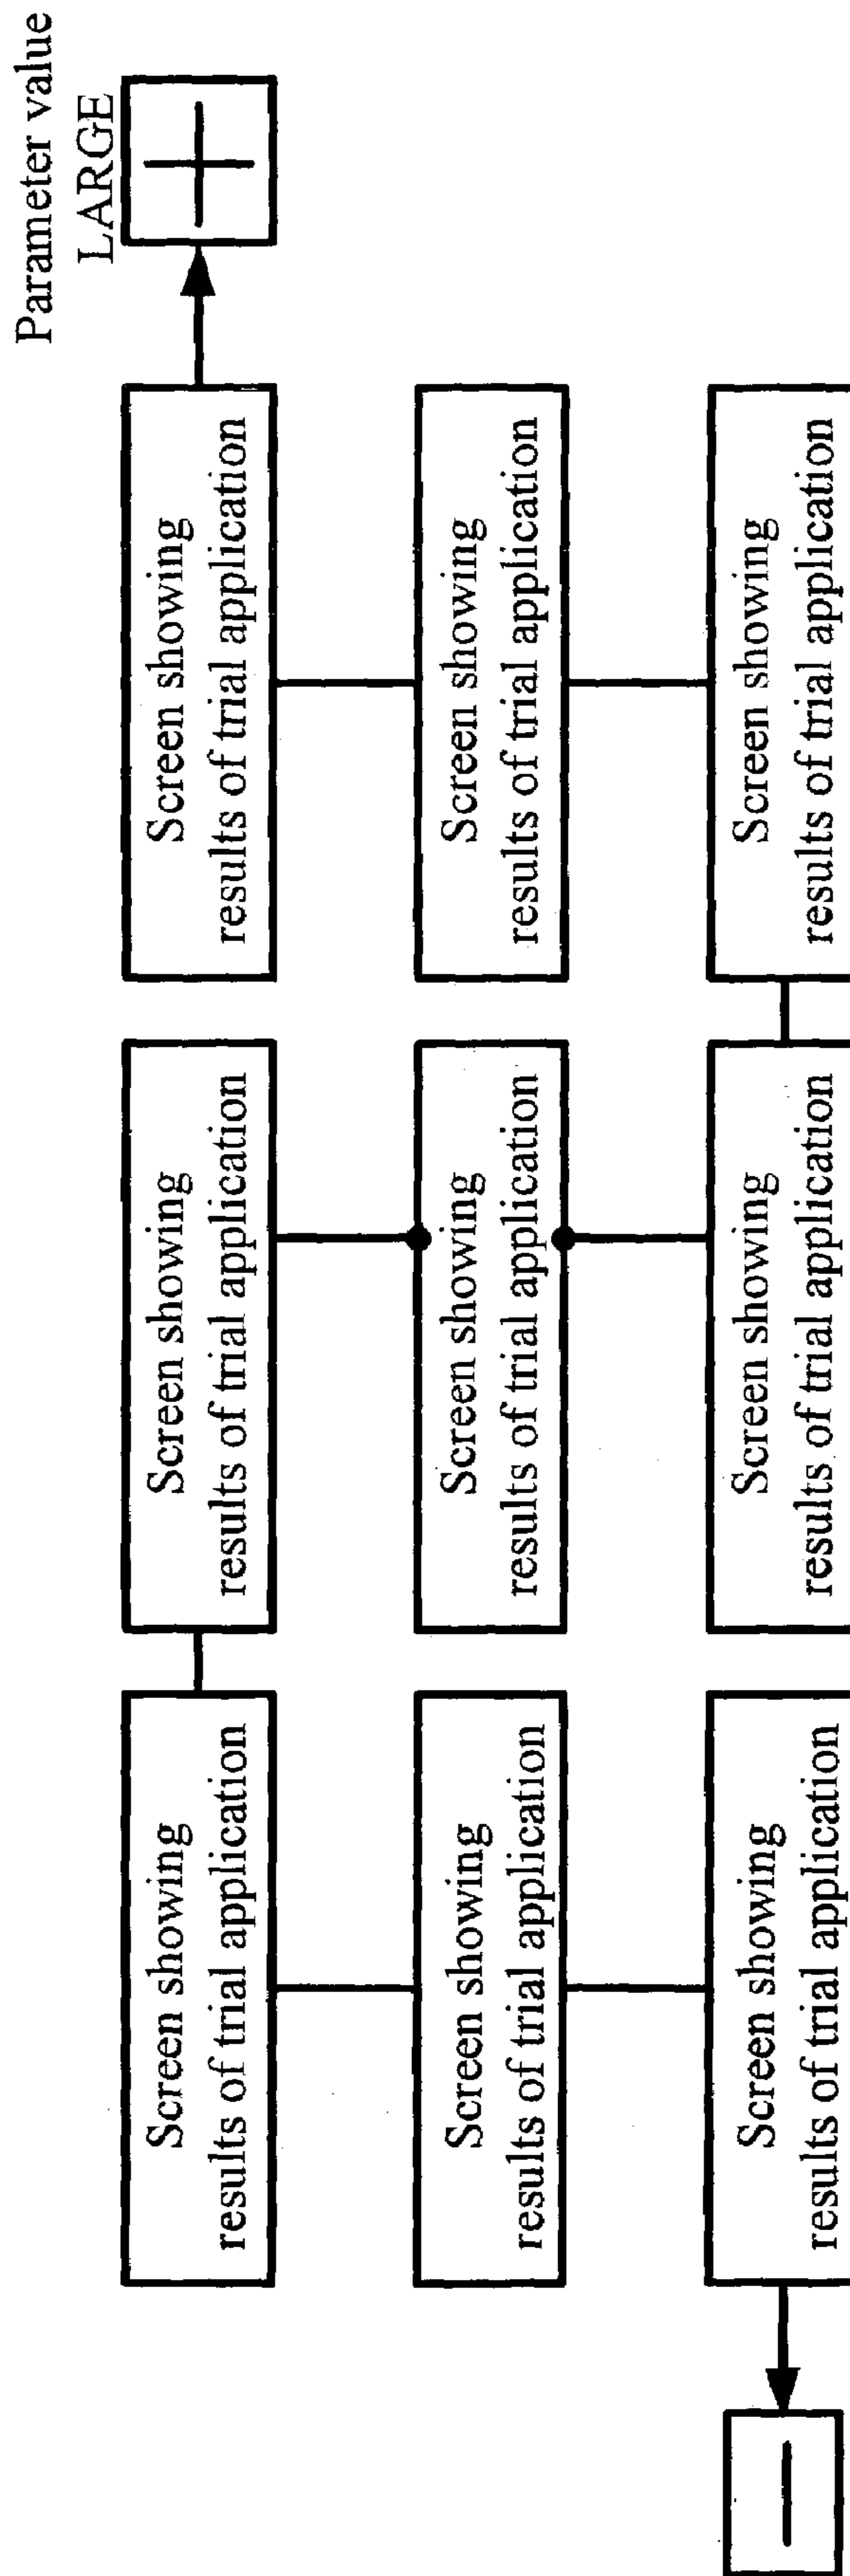 Parameter value
LARGE
Screen showing
results of trial application
Screen showing
results of trial application
Screen showing
results of trial application
+
Screen showing
results of trial application
Screen showing
results of trial application
Screen showing
results of trial application
−
Screen showing
results of trial application
Screen showing
results of trial application
Screen showing
results of trial application